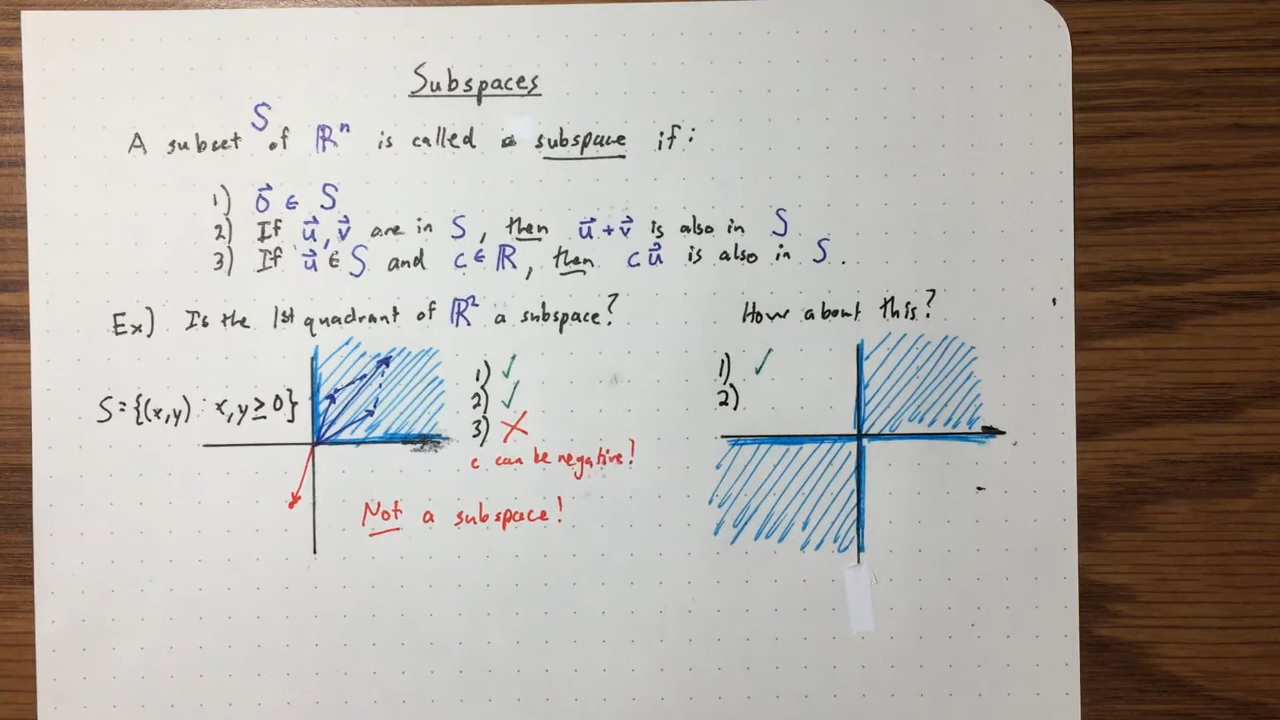 Subspaces
A subset S of ℝⁿ is called a subspace if:
1) 0⃗ ∈ S
2) If u⃗, v⃗ are in S, then u⃗+v⃗ is also in S
3) If u⃗ ∈ S and c ∈ ℝ, then cu⃗ is also in S.
Ex) Is the 1st quadrant of ℝ² a subspace?
S = {(x,y) : x,y ≥ 0}
1) ✓
2) ✓
3) ✗
c can be negative!
Not a subspace!
How about this?
1) ✓
2)